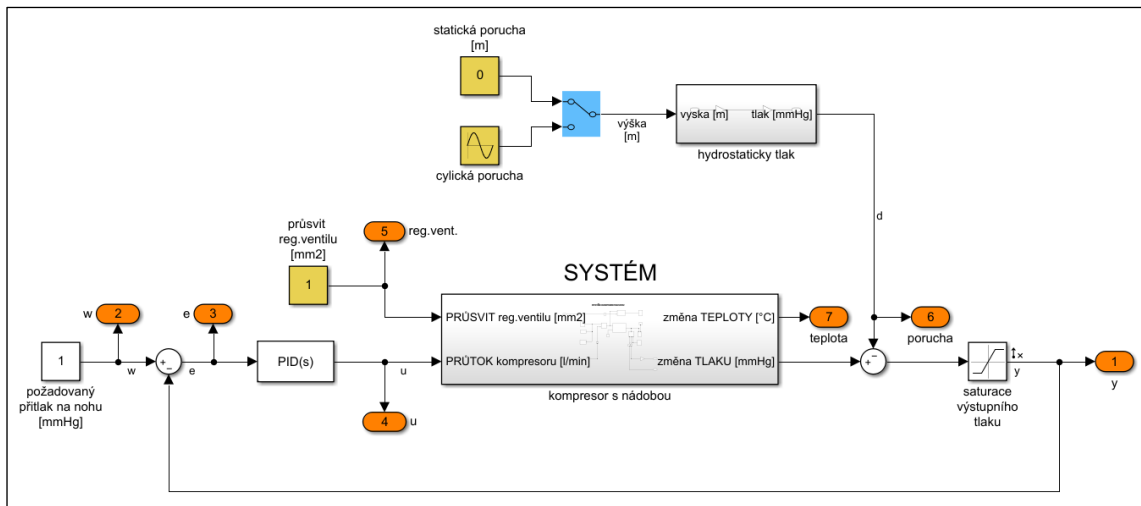 statická porucha
[m]
0
cylická porucha
výška
[m]
vyska [m]
tlak [mmHg]
hydrostaticky tlak
d
průsvit
reg.ventilu
[mm2]
1
5
reg.vent.
SYSTÉM
PRŮSVIT reg.ventilu [mm2]
změna TEPLOTY [°C]
PRŮTOK kompresoru [l/min]
změna TLAKU [mmHg]
kompresor s nádobou
7
teplota
6
porucha
w
2
e
3
1
požadovaný
přitlak na nohu
[mmHg]
w
e
PID(s)
u
4
u
saturace
výstupního
tlaku
y
1
y